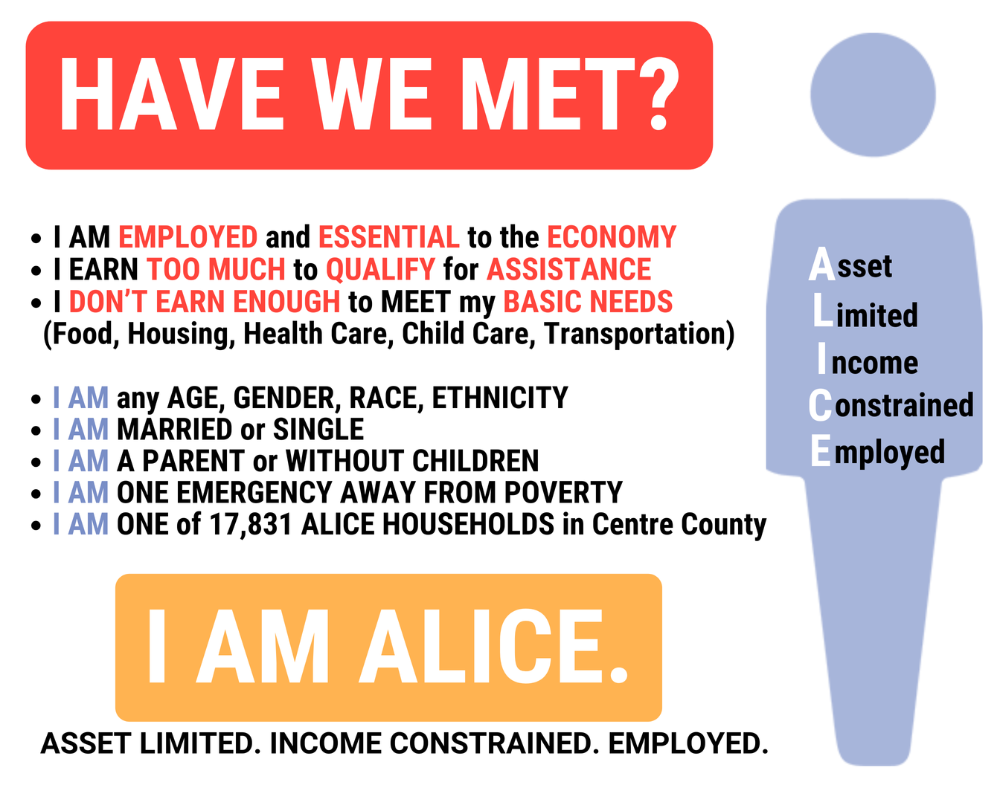 HAVE WE MET?
• I AM EMPLOYED and ESSENTIAL to the ECONOMY
• I EARN TOO MUCH to QUALIFY for ASSISTANCE
• I DON’T EARN ENOUGH to MEET my BASIC NEEDS
(Food, Housing, Health Care, Child Care, Transportation)
• I AM any AGE, GENDER, RACE, ETHNICITY
• I AM MARRIED or SINGLE
• I AM A PARENT or WITHOUT CHILDREN
• I AM ONE EMERGENCY AWAY FROM POVERTY
• I AM ONE of 17,831 ALICE HOUSEHOLDS in Centre County
I AM ALICE.
ASSET LIMITED. INCOME CONSTRAINED. EMPLOYED.
Asset
Limited
Income
Constrained
Employed